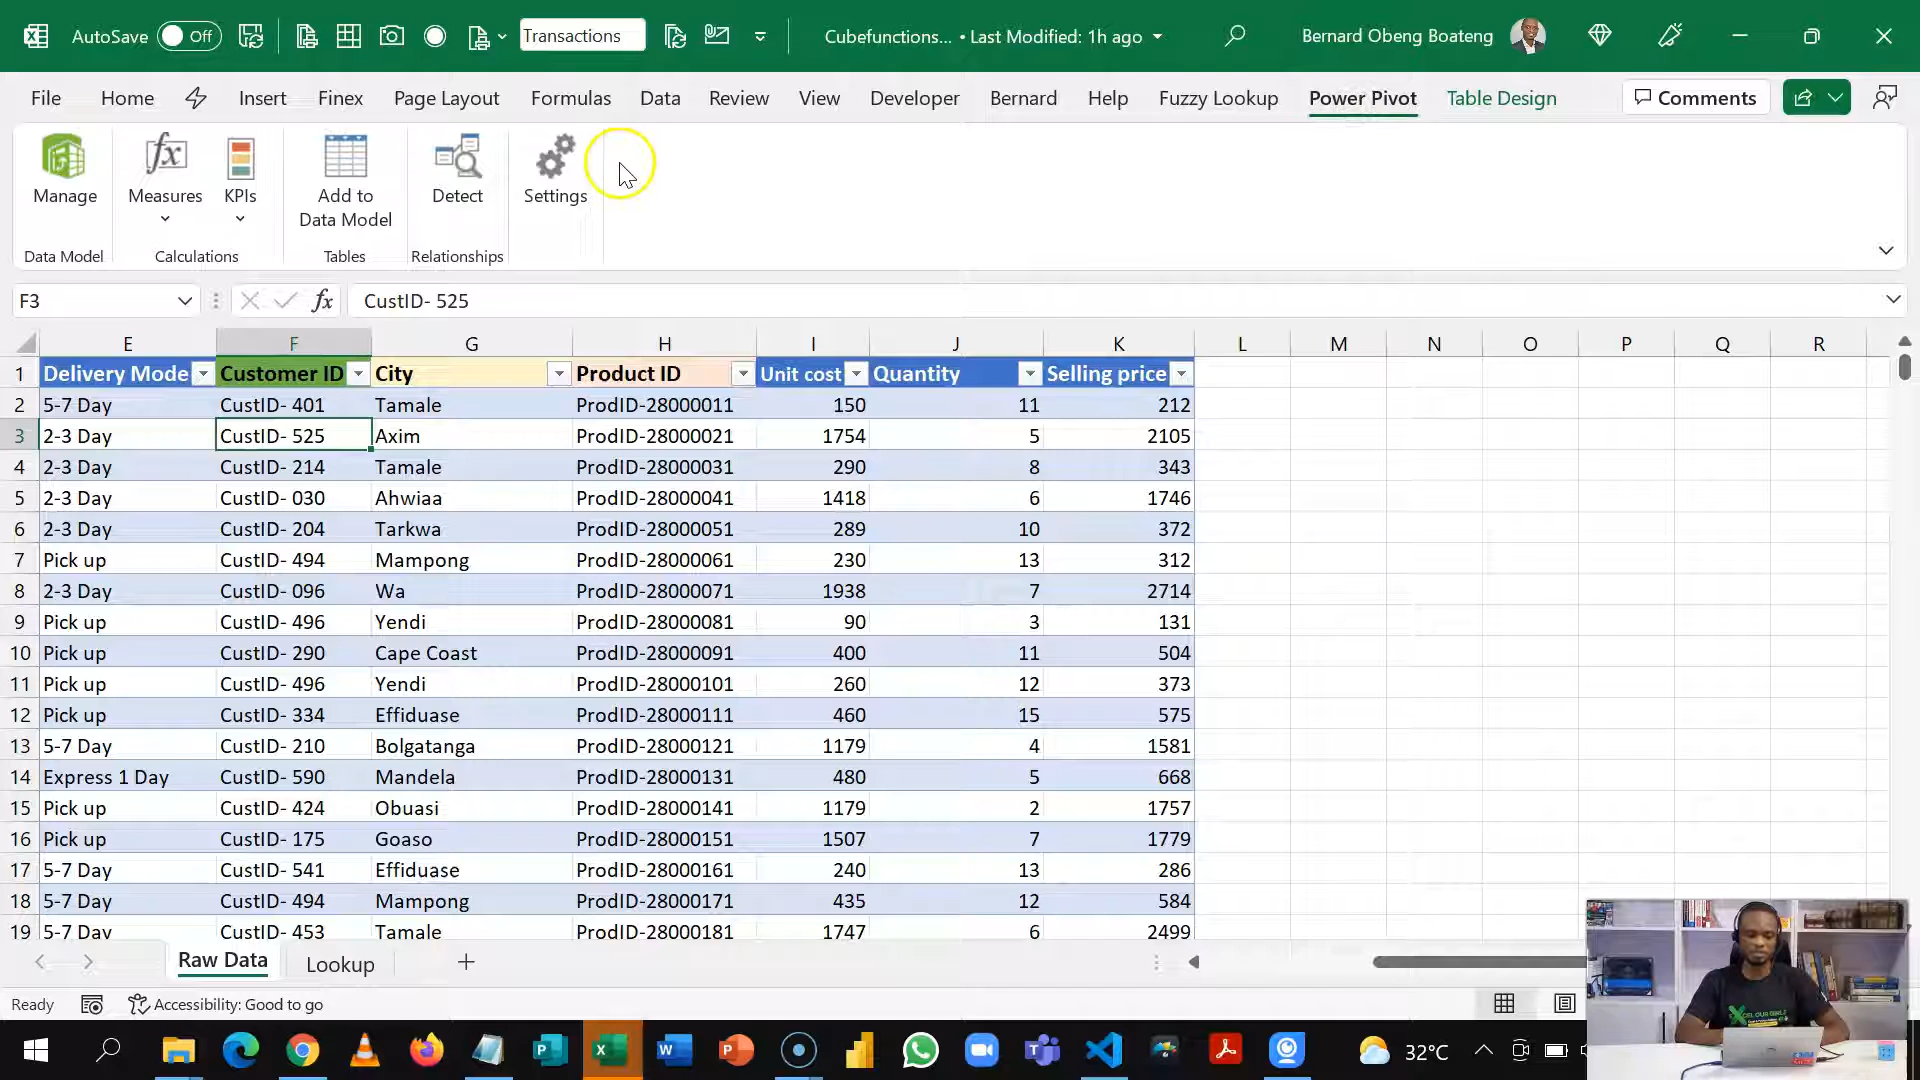 AutoSave Off Transactions Cubefunctions... • Last Modified: 1h ago Bernard Obeng Boateng
File Home Insert Finex Page Layout Formulas Data Review View Developer Bernard Help Fuzzy Lookup Power Pivot Table Design Comments
Manage Measures KPIs Add to Data Model Detect Settings
Data Model Calculations Tables Relationships
F3 fx CustID- 525
E F G H I J K L M N O P Q R
1 Delivery Mode Customer ID City Product ID Unit cost Quantity Selling price
2 5-7 Day CustID- 401 Tamale ProdID-28000011 150 11 212
3 2-3 Day CustID- 525 Axim ProdID-28000021 1754 5 2105
4 2-3 Day CustID- 214 Tamale ProdID-28000031 290 8 343
5 2-3 Day CustID- 030 Ahwiaa ProdID-28000041 1418 6 1746
6 2-3 Day CustID- 204 Tarkwa ProdID-28000051 289 10 372
7 Pick up CustID- 494 Mampong ProdID-28000061 230 13 312
8 2-3 Day CustID- 096 Wa ProdID-28000071 1938 7 2714
9 Pick up CustID- 496 Yendi ProdID-28000081 90 3 131
10 Pick up CustID- 290 Cape Coast ProdID-28000091 400 11 504
11 Pick up CustID- 496 Yendi ProdID-28000101 260 12 373
12 Pick up CustID- 334 Effiduase ProdID-28000111 460 15 575
13 5-7 Day CustID- 210 Bolgatanga ProdID-28000121 1179 4 1581
14 Express 1 Day CustID- 590 Mandela ProdID-28000131 480 5 668
15 Pick up CustID- 424 Obuasi ProdID-28000141 1179 2 1757
16 Pick up CustID- 175 Goaso ProdID-28000151 1507 7 1779
17 5-7 Day CustID- 541 Effiduase ProdID-28000161 240 13 286
18 5-7 Day CustID- 494 Mampong ProdID-28000171 435 12 584
19 5-7 Day CustID- 453 Tamale ProdID-28000181 1747 6 2499
Raw Data Lookup
Ready Accessibility: Good to go
32°C